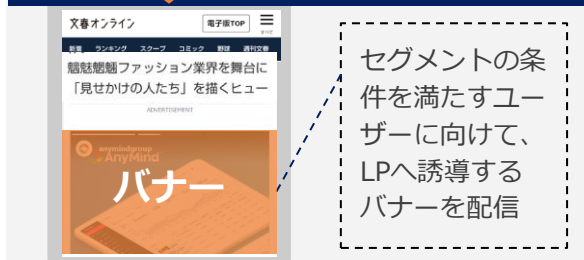 文春オンライン
電子版TOP
すべて
新着 ランキング スクープ コミック 野球 週刊文春
魑魅魍魎ファッション業界を舞台に
「見せかけの人たち」を描くヒュー
ADVERTISEMENT
anymindgroup
AnyMind
バナー
セグメントの条
件を満たすユー
ザーに向けて、
LPへ誘導する
バナーを配信